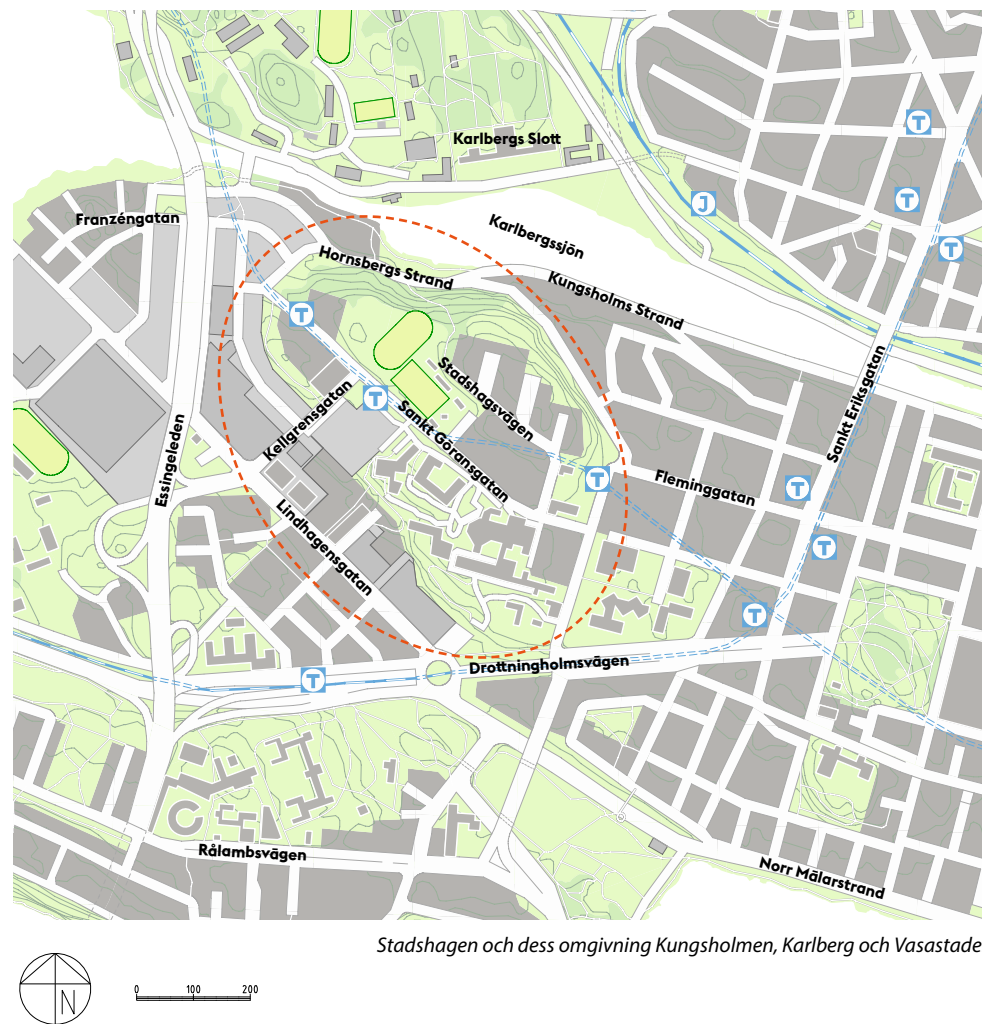 Karlbergs Slott
Franzéngatan
Karlbergssjön
Hornsbergs Strand
Kungsholms Strand
T
T
T
J
T
T
Stadshagsvägen
Sankt Eriksgatan
Kellgrensgatan
Sankt Göransgatan
Essingeleden
T
Fleminggatan
T
Lindhagensgatan
T
T
Drottningholmsvägen
T
Rålambsvägen
Norr Mälarstrand
Stadshagen och dess omgivning Kungsholmen, Karlberg och Vasastade
N
0 100 200